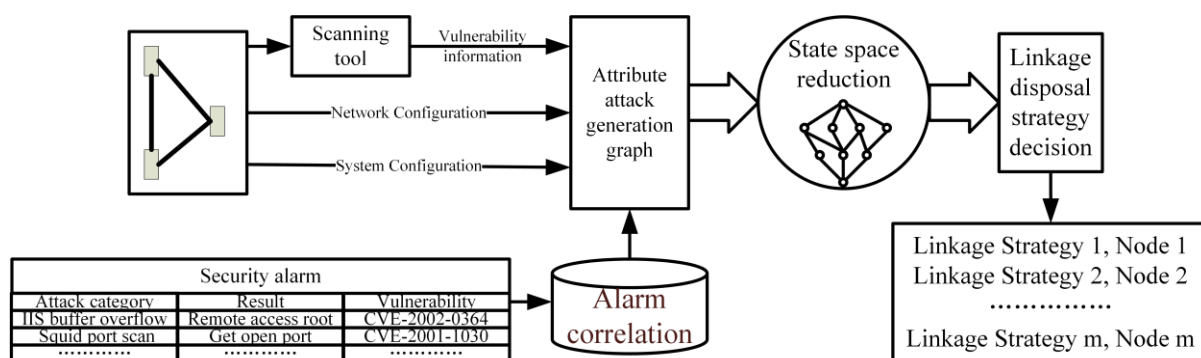 Scanning
tool
Vulnerability
information
Network Configuration
System Configuration
Attribute
attack
generation
graph
State space
reduction
Linkage
disposal
strategy
decision
Security alarm
Attack category Result Vulnerability
IIS buffer overflow Remote access root CVE-2002-0364
Squid port scan Get open port CVE-2001-1030
………… ………… …………
Alarm
correlation
Linkage Strategy 1, Node 1
Linkage Strategy 2, Node 2
……………
Linkage Strategy m, Node m